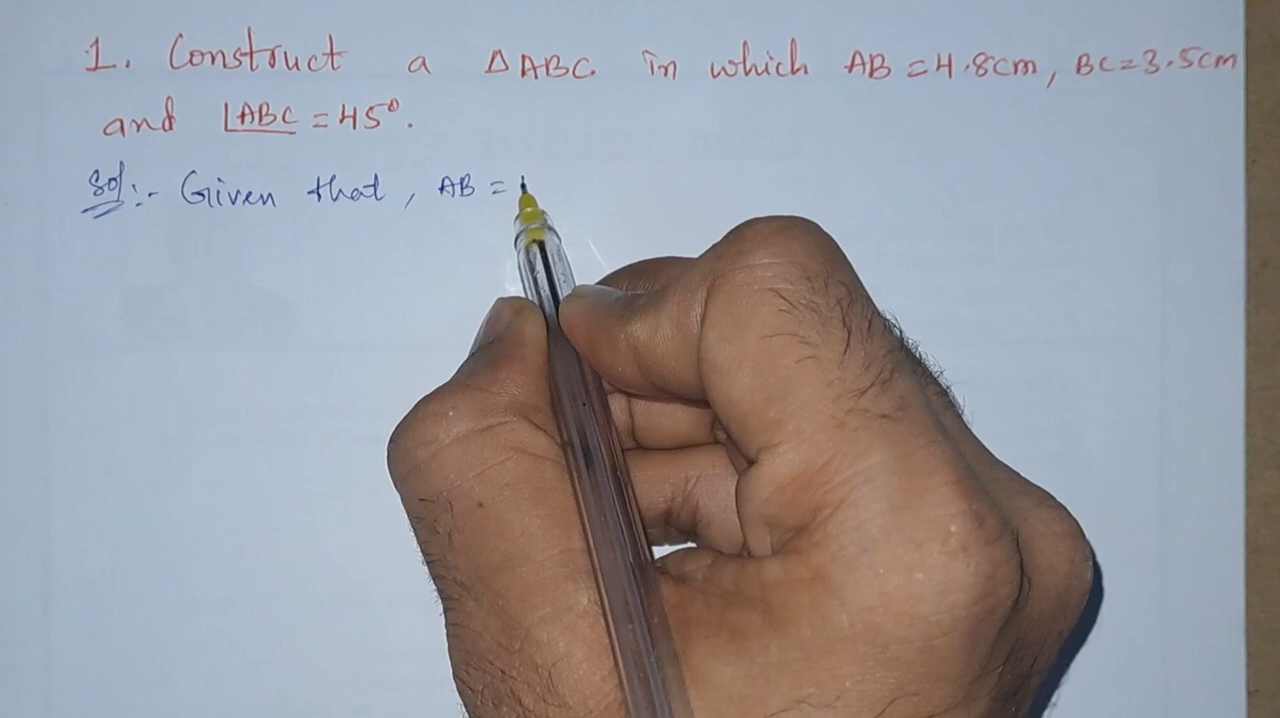 1. Construct a ΔABC in which AB = 4.8cm, BC = 3.5cm
and ∠ABC = 45°.
Sol:- Given that, AB =